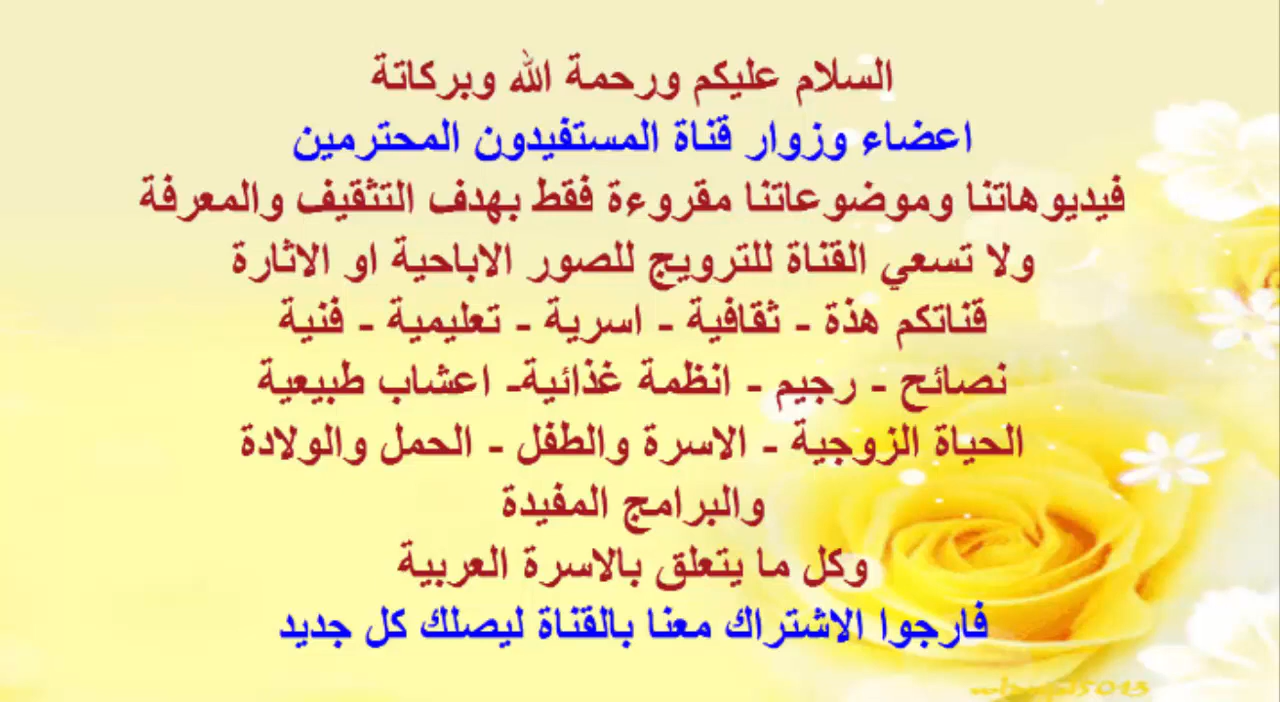 السلام عليكم ورحمة الله وبركاتة
اعضاء وزوار قناة المستفيدون المحترمين
فيديوهاتنا وموضوعاتنا مقروءة فقط بهدف التثقيف والمعرفة
ولا تسعي القناة للترويج للصور الاباحية او الاثارة
قناتكم هذة - ثقافية - اسرية - تعليمية - فنية
نصائح - رجيم - انظمة غذائية- اعشاب طبيعية
الحياة الزوجية - الاسرة والطفل - الحمل والولادة
والبرامج المفيدة
وكل ما يتعلق بالاسرة العربية
فارجوا الاشتراك معنا بالقناة ليصلك كل جديد